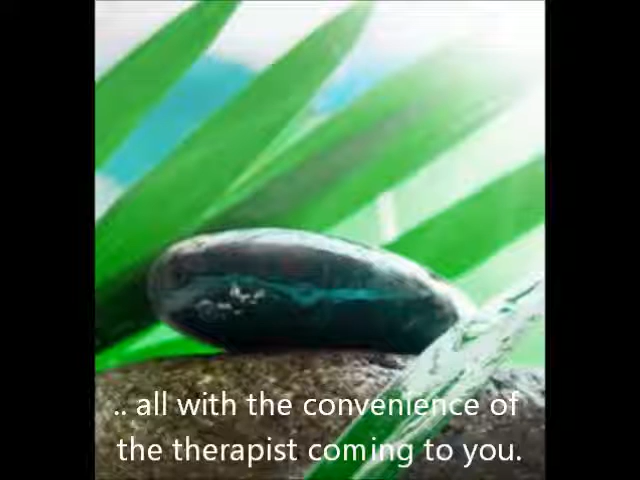 .. all with the convenience of
the therapist coming to you.